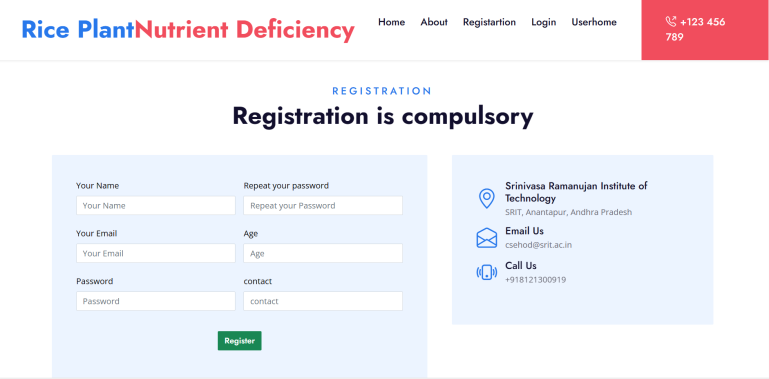 Rice PlantNutrient Deficiency
Home About Registartion Login Userhome
+123 456
789
REGISTRATION
Registration is compulsory
Your Name
Your Name
Repeat your password
Repeat your Password
Your Email
Your Email
Age
Age
Password
Password
contact
contact
Register
Srinivasa Ramanujan Institute of
Technology
SRIT, Anantapur, Andhra Pradesh
Email Us
csehod@srit.ac.in
Call Us
+918121300919